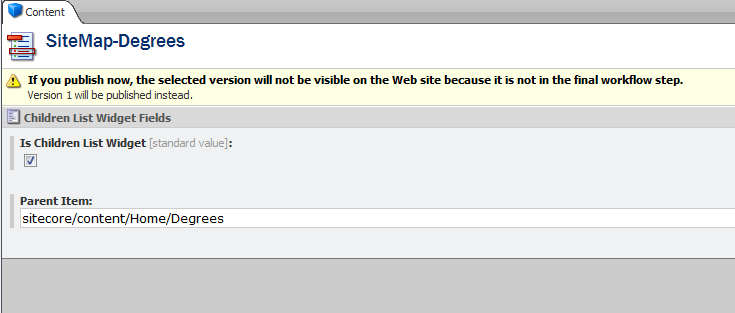 Content
SiteMap-Degrees
If you publish now, the selected version will not be visible on the Web site because it is not in the final workflow step.
Version 1 will be published instead.
Children List Widget Fields
Is Children List Widget [standard value]:
Parent Item:
sitecore/content/Home/Degrees